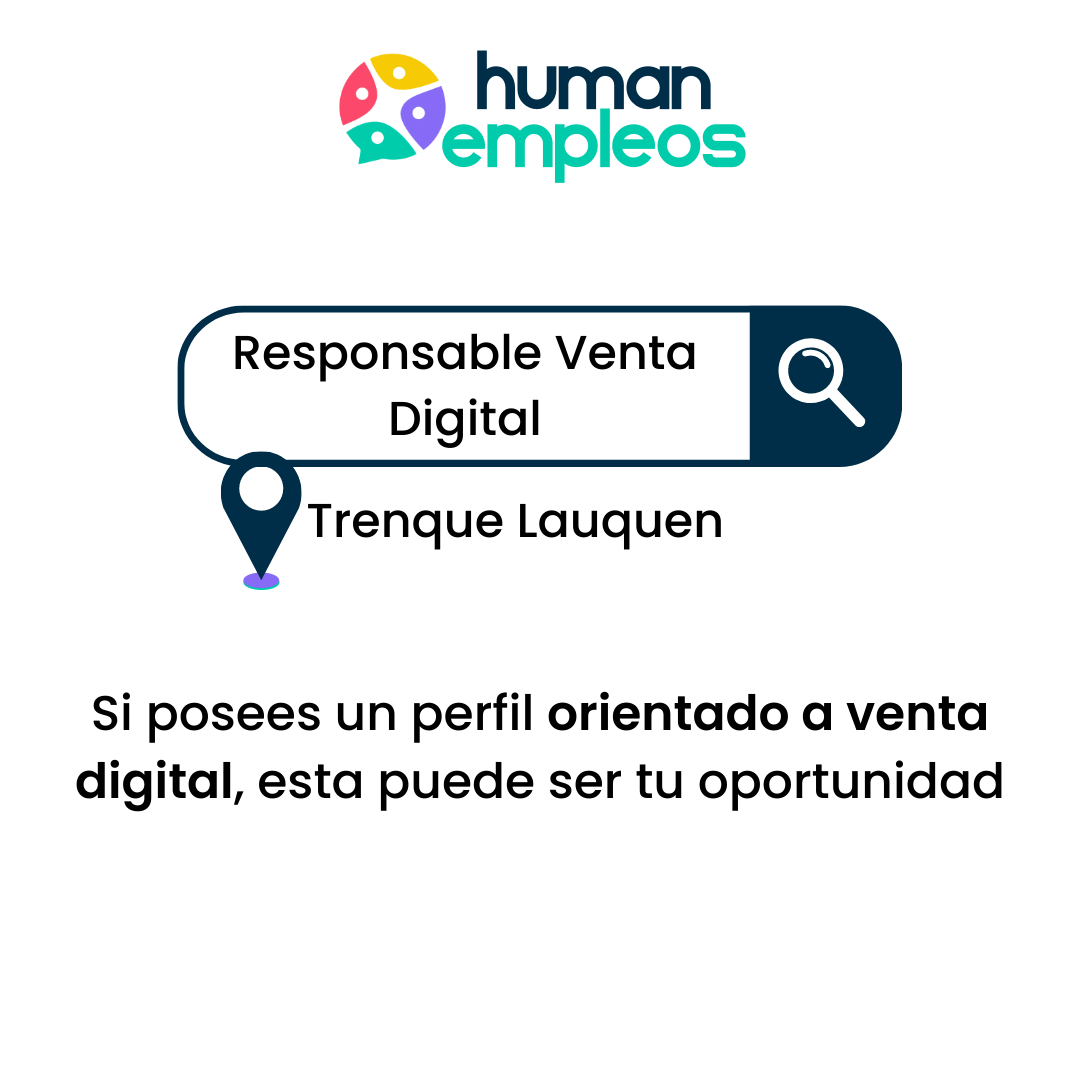 human
empleos
Responsable Venta
Digital
Trenque Lauquen
Si posees un perfil orientado a venta
digital, esta puede ser tu oportunidad